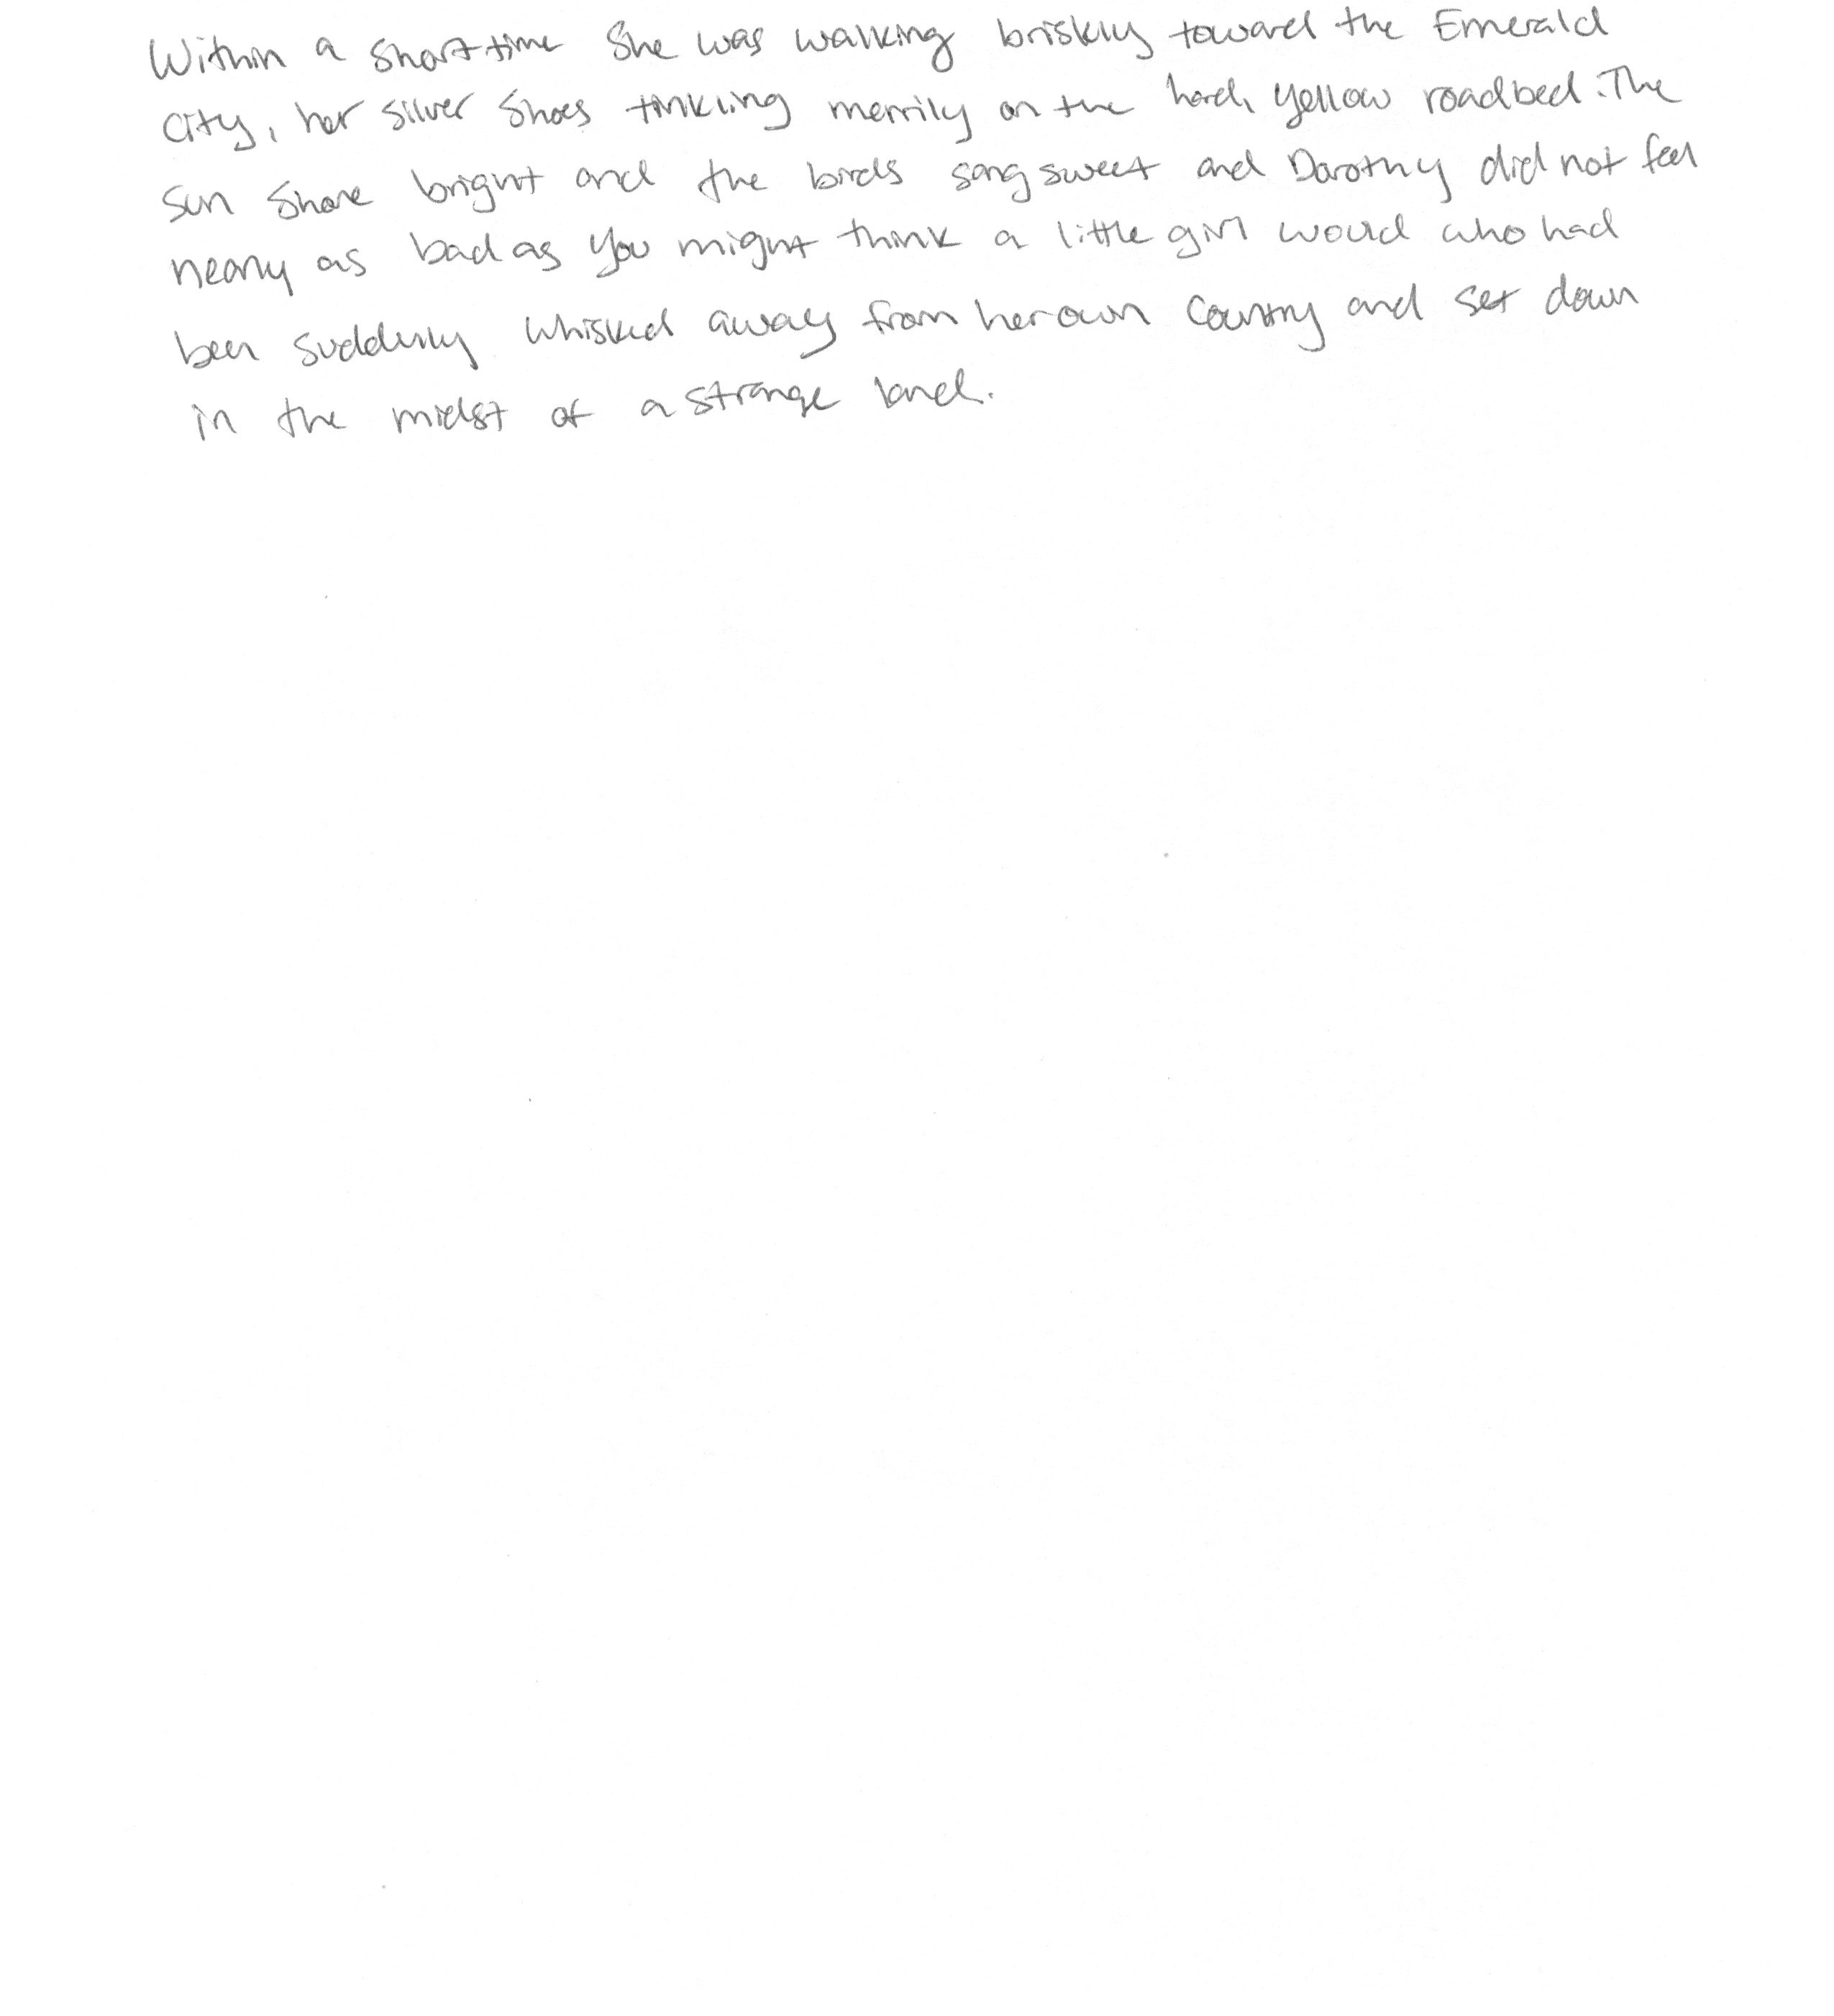 Within a short time she was walking briskly toward the Emerald
City, her silver shoes tinkling merrily on the hard, yellow roadbed. The
sun shone bright and the birds sang sweet and Dorothy did not feel
nearly as bad as you might think a little girl would who had
been suddenly whisked away from her own country and set down
in the midst of a strange land.